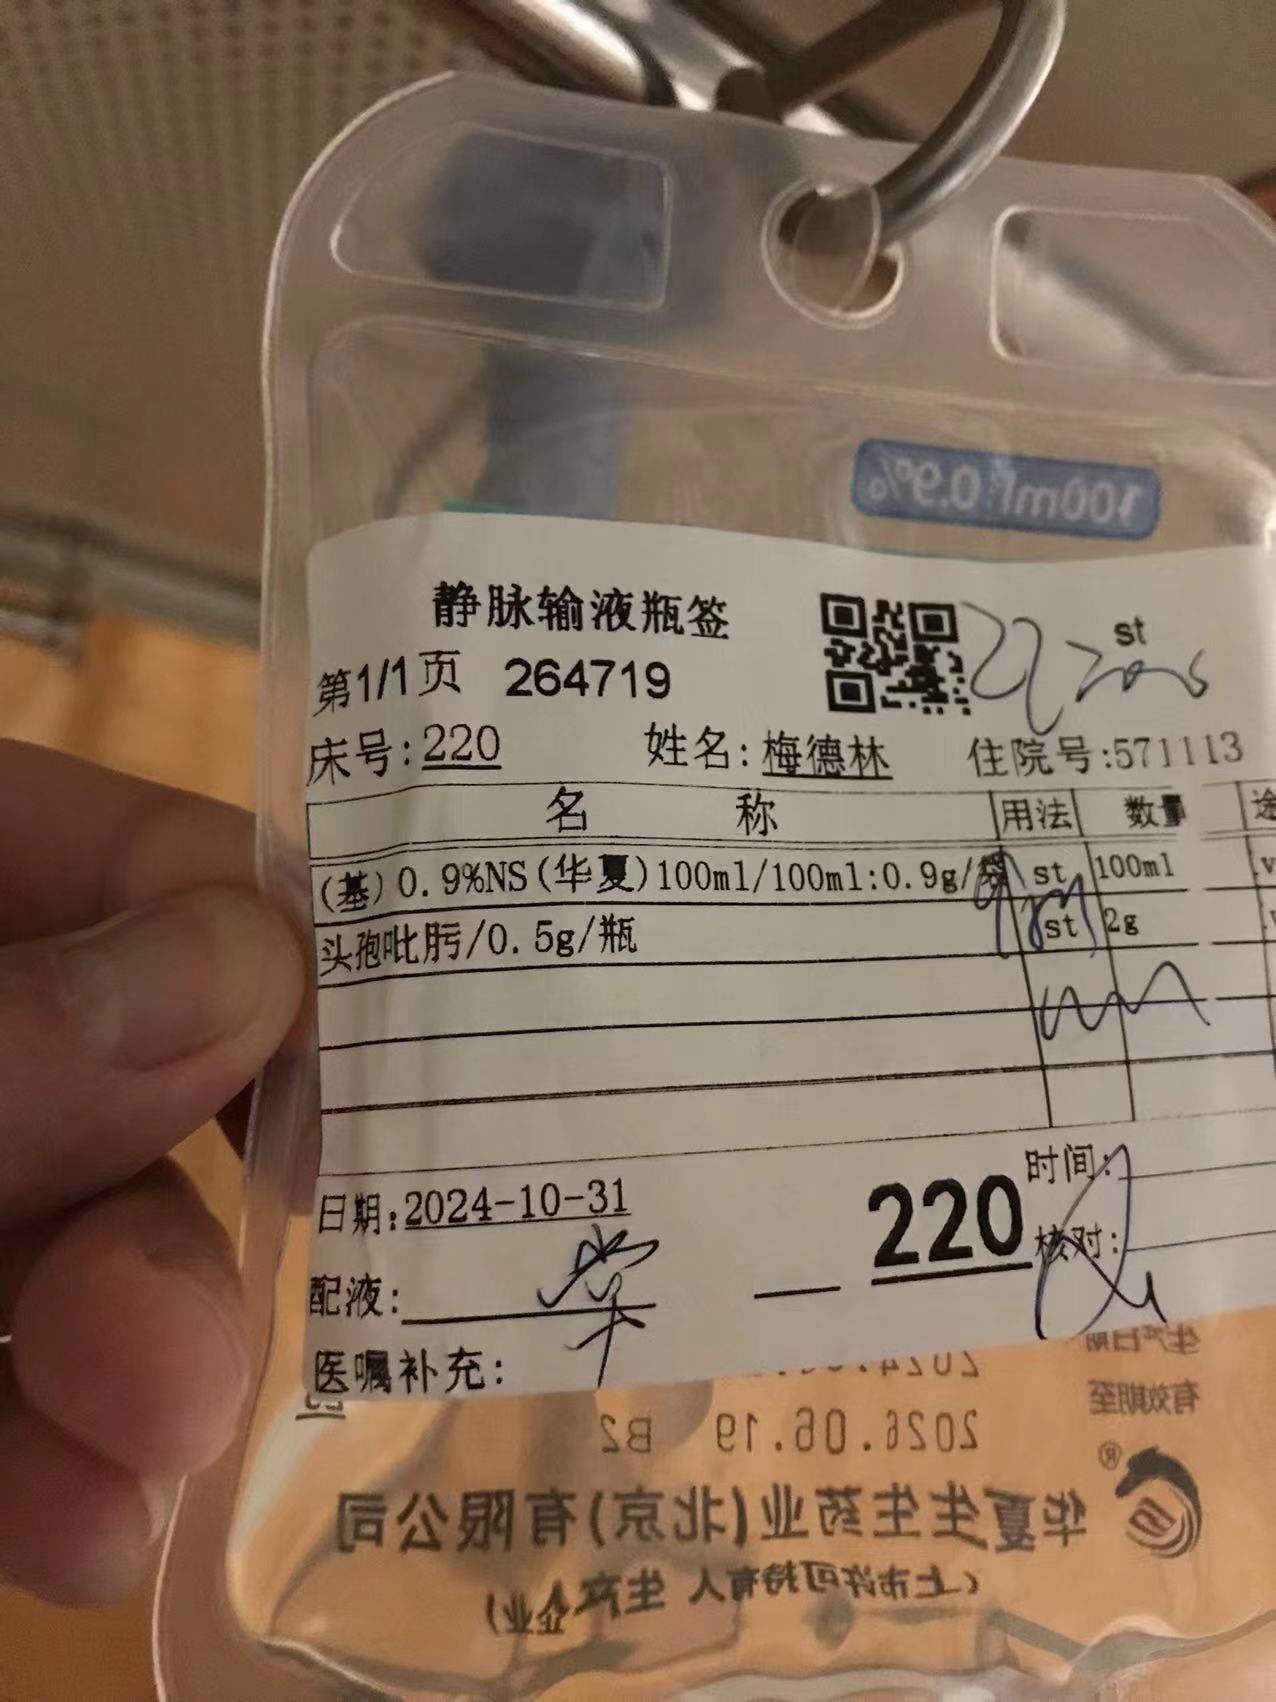 100ml:0.9%
静脉输液瓶签
st
第1/1页 264719
床号:220 姓名:梅德林 住院号:571113
名 称 用法 数量 途
(基)0.9%NS(华夏)100ml/100ml:0.9g/袋 st 100ml .v
头孢吡肟/0.5g/瓶 st 2g
日期:2024-10-31 220 时间:
配液: 核对:
医嘱补充:
生产日期
有效期至 2026.06.19 B2
华夏生生药业(北京)有限公司
(上市许可持有人 生产企业)